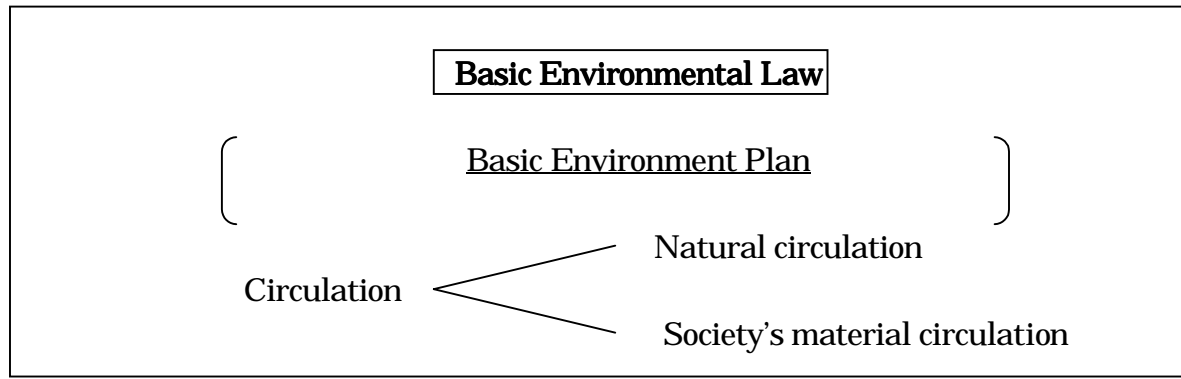 Basic Environmental Law
Basic Environment Plan
Natural circulation
Circulation
Society's material circulation